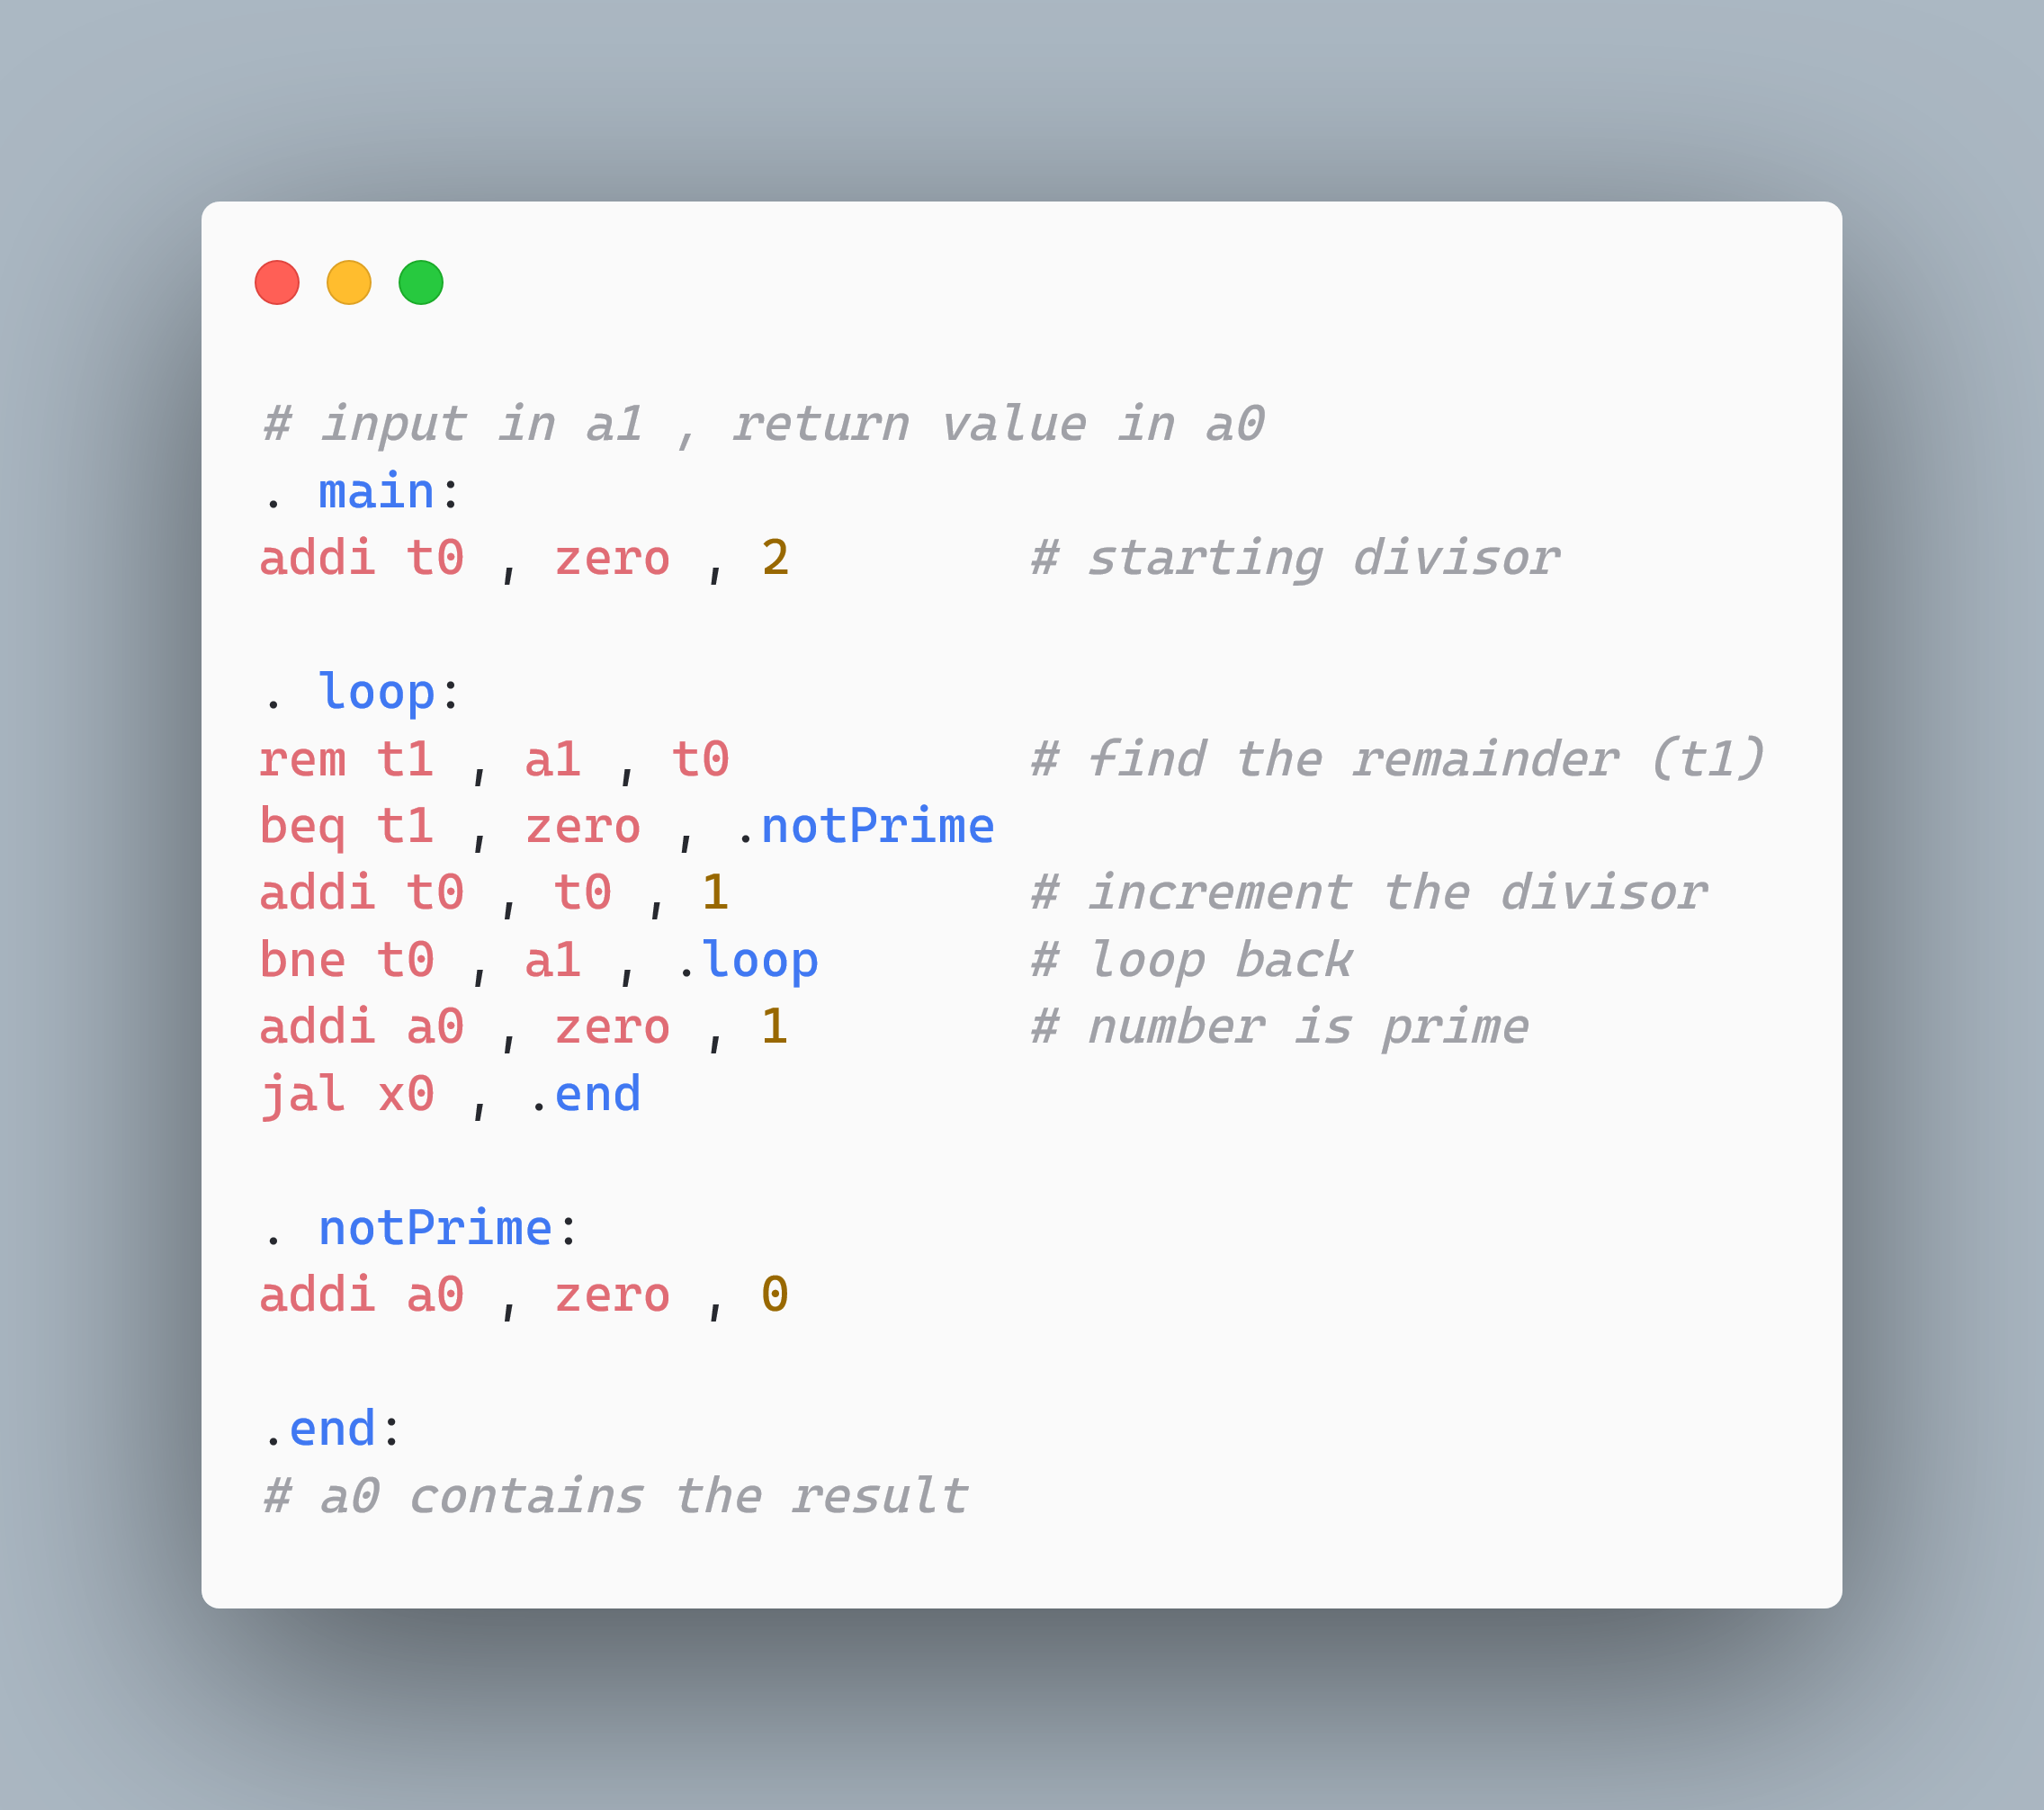 # input in a1 , return value in a0
. main:
addi t0 , zero , 2 # starting divisor
. loop:
rem t1 , a1 , t0 # find the remainder (t1)
beq t1 , zero , .notPrime
addi t0 , t0 , 1 # increment the divisor
bne t0 , a1 , .loop # loop back
addi a0 , zero , 1 # number is prime
jal x0 , .end
. notPrime:
addi a0 , zero , 0
.end:
# a0 contains the result